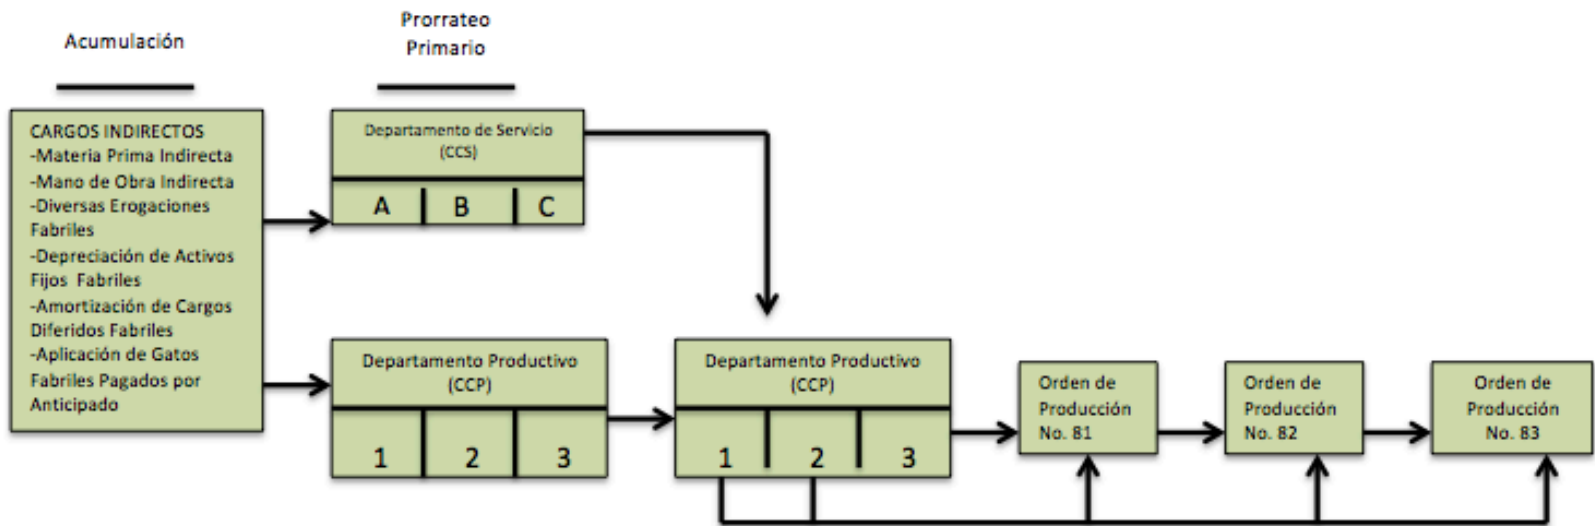 Acumulación
Prorrateo
Primario
CARGOS INDIRECTOS
-Materia Prima Indirecta
-Mano de Obra Indirecta
-Diversas Erogaciones
Fabriles
-Depreciación de Activos
Fijos Fabriles
-Amortización de Cargos
Diferidos Fabriles
-Aplicación de Gatos
Fabriles Pagados por
Anticipado
Departamento de Servicio
(CCS)
A B C
Departamento Productivo
(CCP)
1 2 3
Departamento Productivo
(CCP)
1 2 3
Orden de
Producción
No. 81
Orden de
Producción
No. 82
Orden de
Producción
No. 83